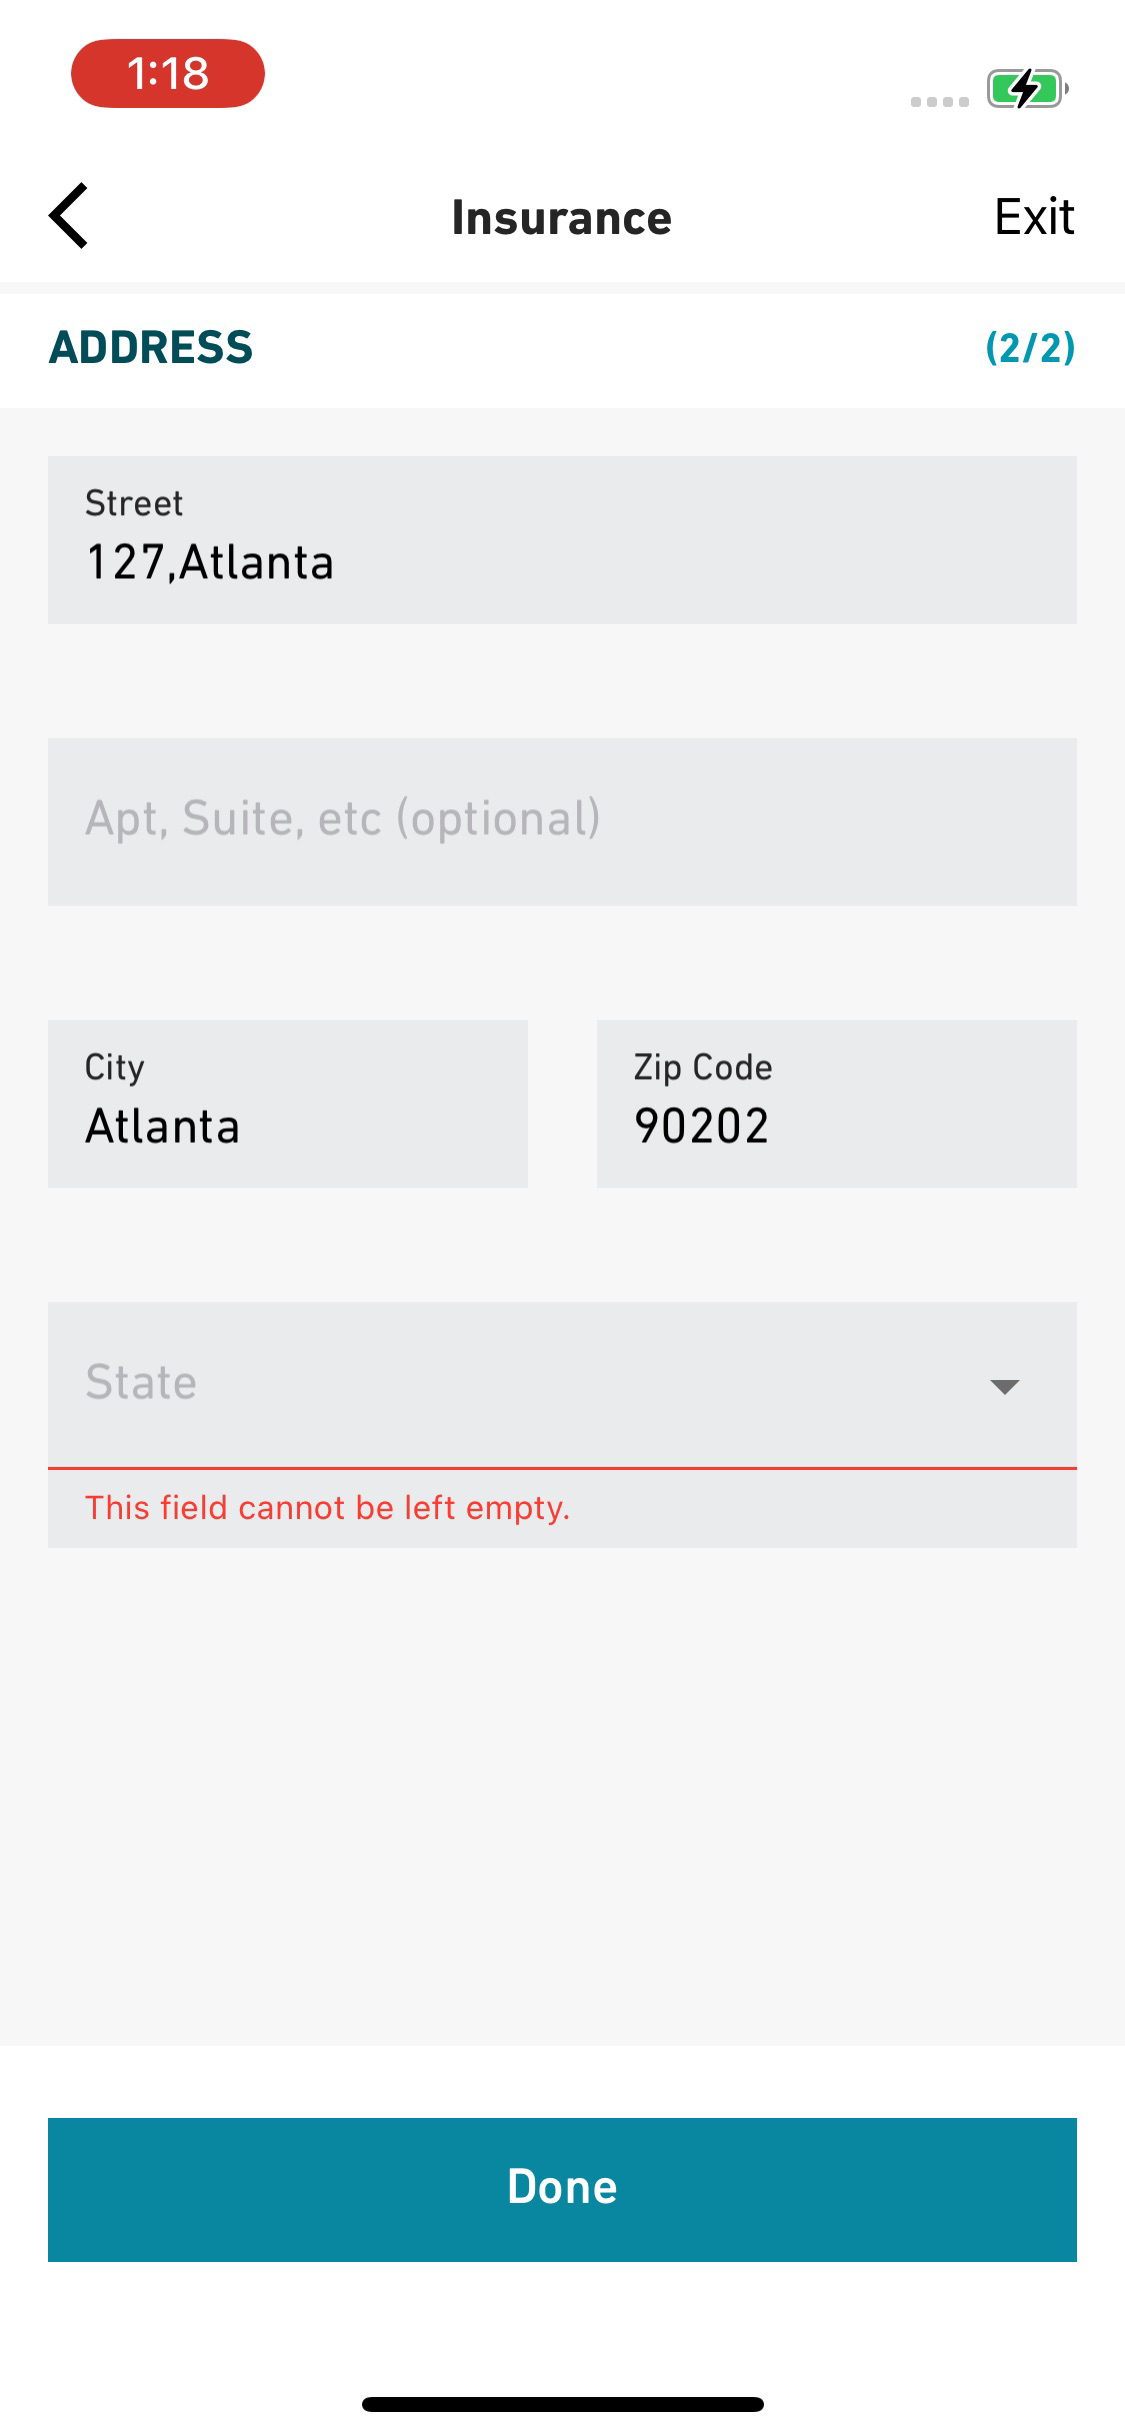 1:18
Insurance
Exit
ADDRESS
(2/2)
Street
127,Atlanta
Apt, Suite, etc (optional)
City
Zip Code
Atlanta
90202
State
This field cannot be left empty.
Done